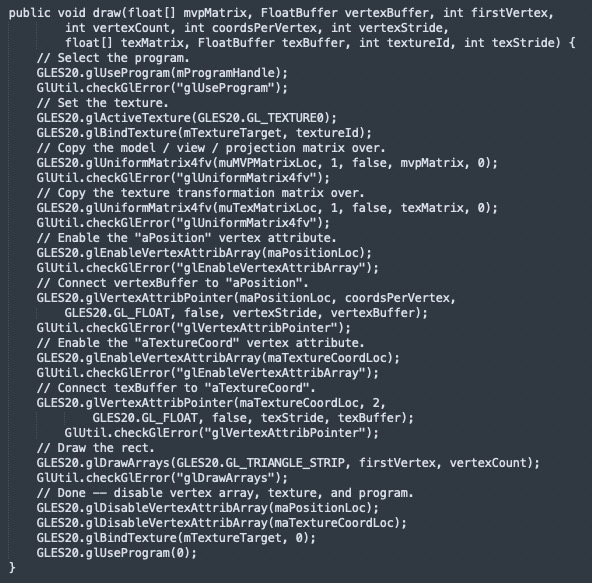 public void draw(float[] mvpMatrix, FloatBuffer vertexBuffer, int firstVertex,
int vertexCount, int coordsPerVertex, int vertexStride,
float[] texMatrix, FloatBuffer texBuffer, int textureId, int texStride) {
// Select the program.
GLES20.glUseProgram(mProgramHandle);
GlUtil.checkGlError("glUseProgram");
// Set the texture.
GLES20.glActiveTexture(GLES20.GL_TEXTURE0);
GLES20.glBindTexture(mTextureTarget, textureId);
// Copy the model / view / projection matrix over.
GLES20.glUniformMatrix4fv(muMVPMatrixLoc, 1, false, mvpMatrix, 0);
GlUtil.checkGlError("glUniformMatrix4fv");
// Copy the texture transformation matrix over.
GLES20.glUniformMatrix4fv(muTexMatrixLoc, 1, false, texMatrix, 0);
GlUtil.checkGlError("glUniformMatrix4fv");
// Enable the "aPosition" vertex attribute.
GLES20.glEnableVertexAttribArray(maPositionLoc);
GlUtil.checkGlError("glEnableVertexAttribArray");
// Connect vertexBuffer to "aPosition".
GLES20.glVertexAttribPointer(maPositionLoc, coordsPerVertex,
GLES20.GL_FLOAT, false, vertexStride, vertexBuffer);
GlUtil.checkGlError("glVertexAttribPointer");
// Enable the "aTextureCoord" vertex attribute.
GLES20.glEnableVertexAttribArray(maTextureCoordLoc);
GlUtil.checkGlError("glEnableVertexAttribArray");
// Connect texBuffer to "aTextureCoord".
GLES20.glVertexAttribPointer(maTextureCoordLoc, 2,
GLES20.GL_FLOAT, false, texStride, texBuffer);
GlUtil.checkGlError("glVertexAttribPointer");
// Draw the rect.
GLES20.glDrawArrays(GLES20.GL_TRIANGLE_STRIP, firstVertex, vertexCount);
GlUtil.checkGlError("glDrawArrays");
// Done -- disable vertex array, texture, and program.
GLES20.glDisableVertexAttribArray(maPositionLoc);
GLES20.glDisableVertexAttribArray(maTextureCoordLoc);
GLES20.glBindTexture(mTextureTarget, 0);
GLES20.glUseProgram(0);
}